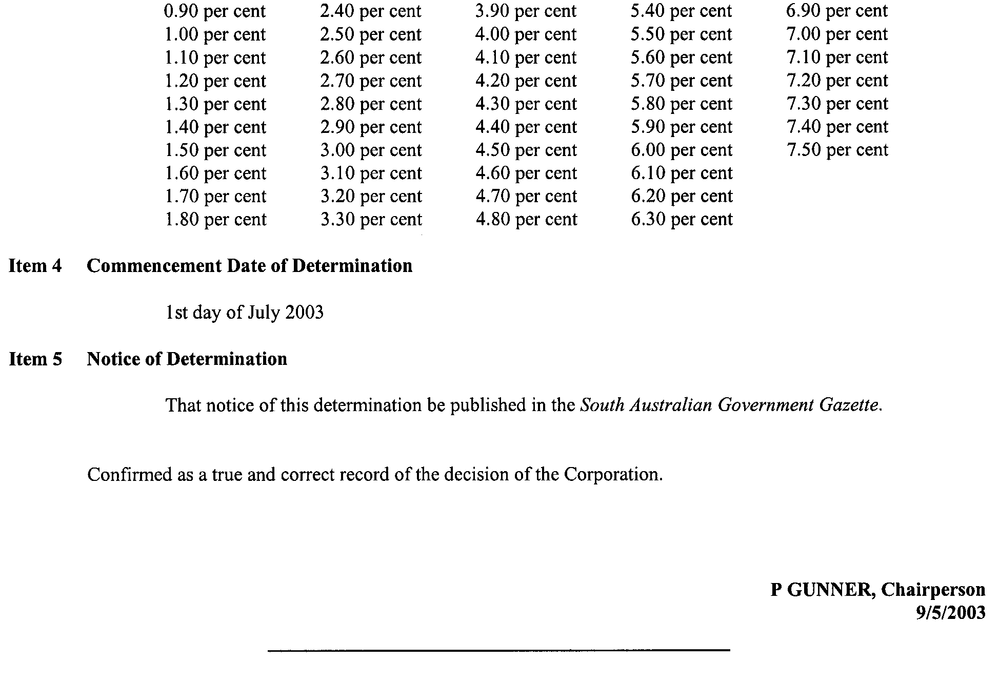 0.90 per cent 2.40 per cent 3.90 per cent 5.40 per cent 6.90 per cent
1.00 per cent 2.50 per cent 4.00 per cent 5.50 per cent 7.00 per cent
1.10 per cent 2.60 per cent 4.10 per cent 5.60 per cent 7.10 per cent
1.20 per cent 2.70 per cent 4.20 per cent 5.70 per cent 7.20 per cent
1.30 per cent 2.80 per cent 4.30 per cent 5.80 per cent 7.30 per cent
1.40 per cent 2.90 per cent 4.40 per cent 5.90 per cent 7.40 per cent
1.50 per cent 3.00 per cent 4.50 per cent 6.00 per cent 7.50 per cent
1.60 per cent 3.10 per cent 4.60 per cent 6.10 per cent
1.70 per cent 3.20 per cent 4.70 per cent 6.20 per cent
1.80 per cent 3.30 per cent 4.80 per cent 6.30 per cent
Item 4 Commencement Date of Determination
1st day of July 2003
Item 5 Notice of Determination
That notice of this determination be published in the South Australian Government Gazette.
Confirmed as a true and correct record of the decision of the Corporation.
P GUNNER, Chairperson
9/5/2003